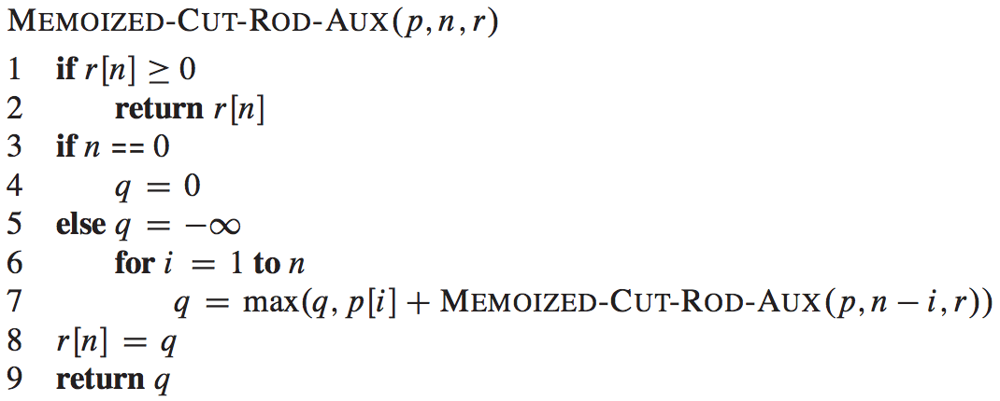 MEMOIZED-CUT-ROD-AUX(p, n, r)
1 if r[n] ≥ 0
2 return r[n]
3 if n == 0
4 q = 0
5 else q = −∞
6 for i = 1 to n
7 q = max(q, p[i] + MEMOIZED-CUT-ROD-AUX(p, n − i, r))
8 r[n] = q
9 return q